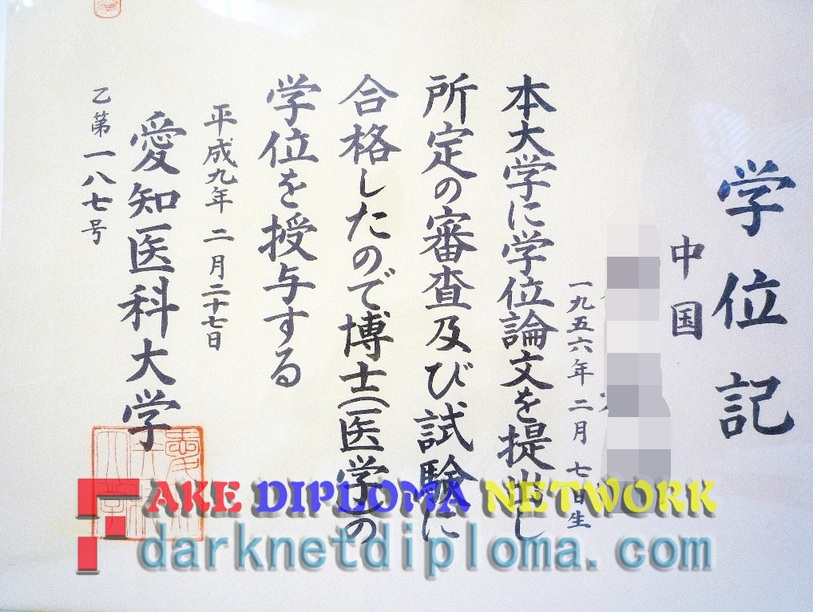 学位記
中国
一九五六年二月七日生
本大学に学位論文を提出し
所定の審査及び試験に
合格したので博士(医学)の
学位を授与する
平成九年二月二十七日
愛知医科大学
乙第一八七号
FAKE DIPLOMA NETWORK
darknetdiploma.com